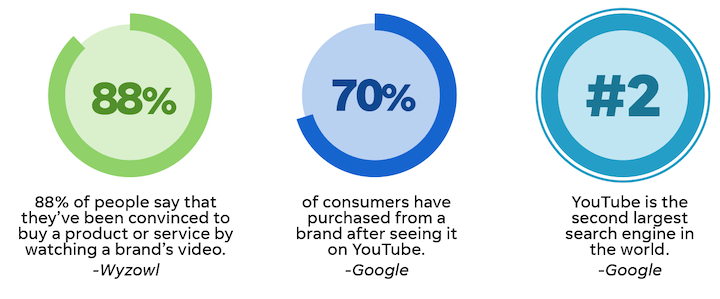 88%
88% of people say that
they've been convinced to
buy a product or service by
watching a brand's video.
-Wyzowl
70%
of consumers have
purchased from a
brand after seeing it
on YouTube.
-Google
#2
YouTube is the
second largest
search engine in
the world.
-Google